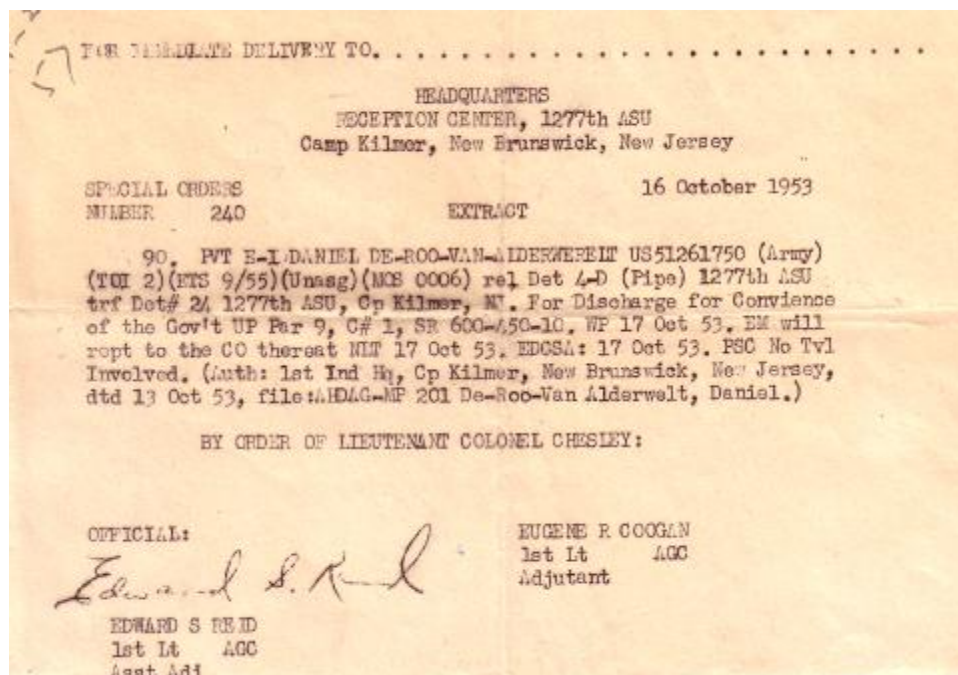 FOR IMMEDIATE DELIVERY TO. . . . . . . . . . . . . . . . . . . . . . . . . . . . .
HEADQUARTERS
RECEPTION CENTER, 1277th ASU
Camp Kilmer, New Brunswick, New Jersey
SPECIAL ORDERS 16 October 1953
NUMBER 240 EXTRACT
90. PVT E-1 DANIEL DE-ROO-VAN-ALDERWERELT US51261750 (Army)
(TOI 2)(ETS 9/55)(Unasg)(MOS 0006) rel Det 4-D (Pipe) 1277th ASU
trf Det# 24 1277th ASU, Cp Kilmer, NJ. For Discharge for Convience
of the Gov't UP Par 9, C# 1, SR 600-450-10. WP 17 Oct 53. EM will
ropt to the CO thereat NLT 17 Oct 53. EDCSA: 17 Oct 53. PSC No Tvl
Involved. (Auth: 1st Ind Hq, Cp Kilmer, New Brunswick, New Jersey,
dtd 13 Oct 53, file:AHDAG-MP 201 De-Roo-Van Alderwelt, Daniel.)
BY ORDER OF LIEUTENANT COLONEL CHESLEY:
OFFICIAL: EUGENE R COOGAN
1st Lt AGC
Adjutant
Edward S. Reid
EDWARD S REID
1st Lt AGC
Asst Adj